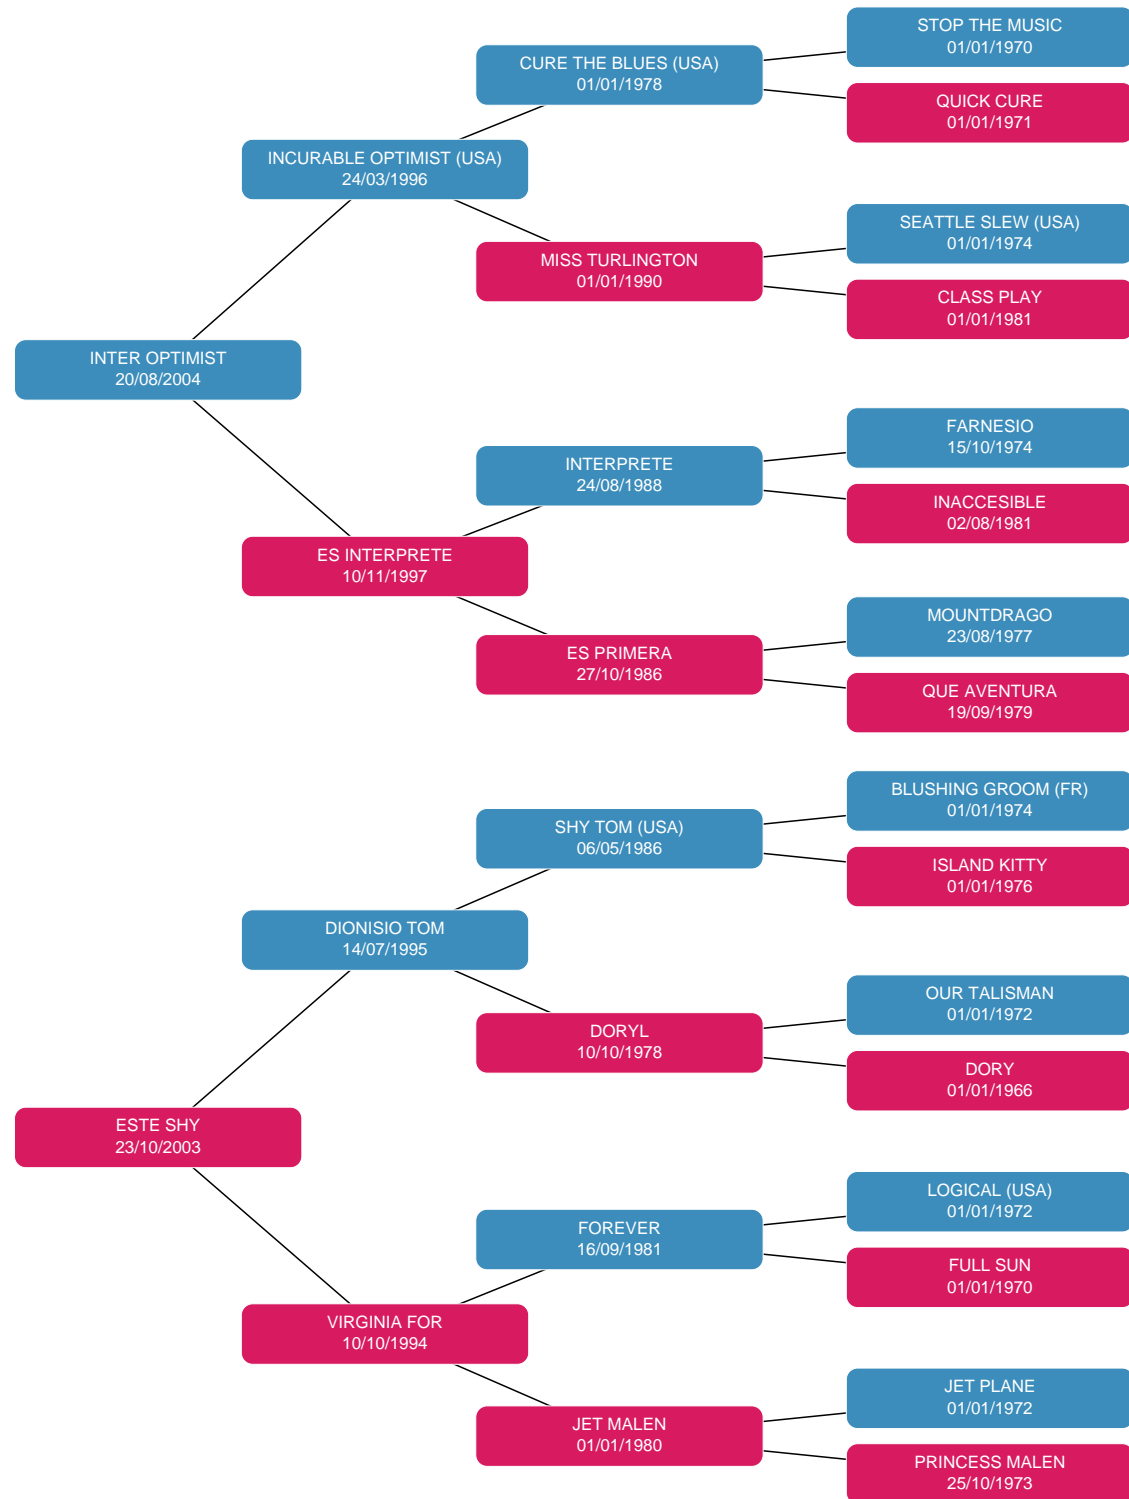 STOP THE MUSIC
01/01/1970
CURE THE BLUES (USA)
01/01/1978
QUICK CURE
01/01/1971
INCURABLE OPTIMIST (USA)
24/03/1996
SEATTLE SLEW (USA)
01/01/1974
MISS TURLINGTON
01/01/1990
CLASS PLAY
01/01/1981
INTER OPTIMIST
20/08/2004
FARNESIO
15/10/1974
INTERPRETE
24/08/1988
INACCESIBLE
02/08/1981
ES INTERPRETE
10/11/1997
MOUNTDRAGO
23/08/1977
ES PRIMERA
27/10/1986
QUE AVENTURA
19/09/1979
BLUSHING GROOM (FR)
01/01/1974
SHY TOM (USA)
06/05/1986
ISLAND KITTY
01/01/1976
DIONISIO TOM
14/07/1995
OUR TALISMAN
01/01/1972
DORYL
10/10/1978
DORY
01/01/1966
ESTE SHY
23/10/2003
LOGICAL (USA)
01/01/1972
FOREVER
16/09/1981
FULL SUN
01/01/1970
VIRGINIA FOR
10/10/1994
JET PLANE
01/01/1972
JET MALEN
01/01/1980
PRINCESS MALEN
25/10/1973